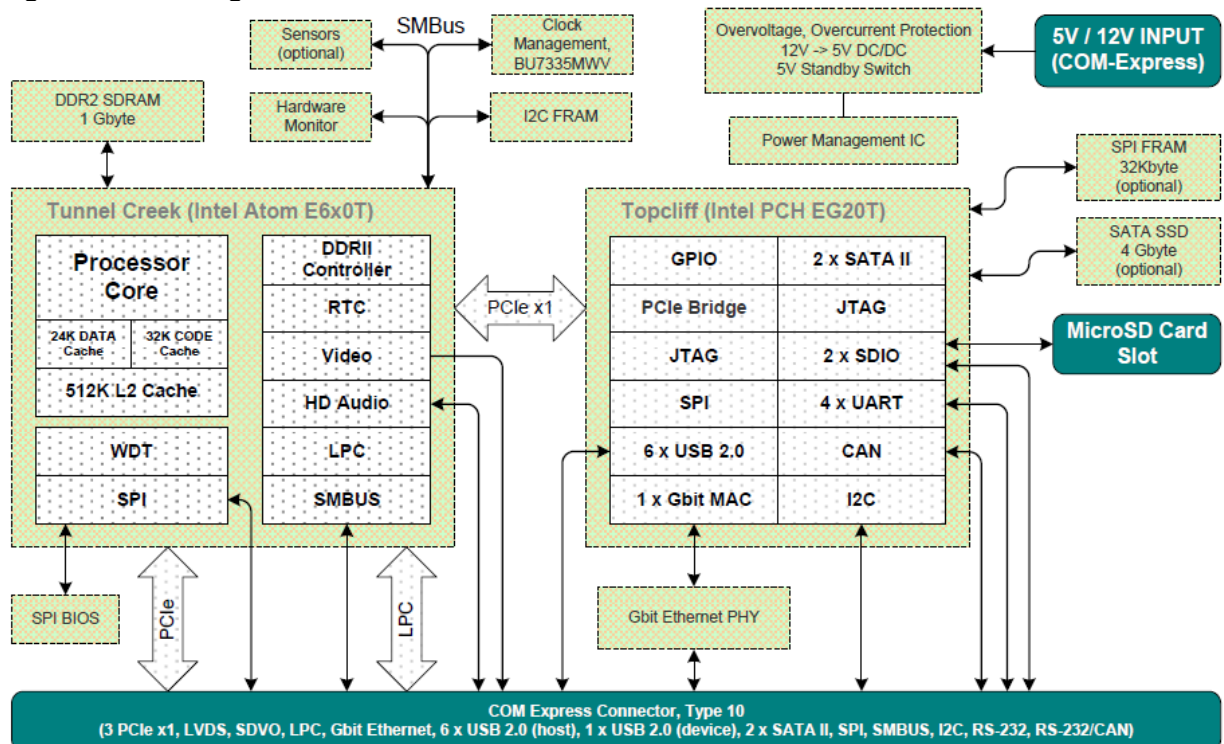 SMBus
Sensors
(optional)
Clock
Management,
BU7335MWV
Overvoltage, Overcurrent Protection
12V -> 5V DC/DC
5V Standby Switch
5V / 12V INPUT
(COM-Express)
DDR2 SDRAM
1 Gbyte
Hardware
Monitor
I2C FRAM
Power Management IC
SPI FRAM
32Kbyte
(optional)
Tunnel Creek (Intel Atom E6x0T)
Topcliff (Intel PCH EG20T)
SATA SSD
4 Gbyte
(optional)
Processor
Core
24K DATA
Cache
32K CODE
Cache
512K L2 Cache
WDT
SPI
DDRII
Controller
RTC
Video
HD Audio
LPC
SMBUS
PCIe x1
GPIO
2 x SATA II
PCIe Bridge
JTAG
JTAG
2 x SDIO
SPI
4 x UART
6 x USB 2.0
CAN
1 x Gbit MAC
I2C
MicroSD Card
Slot
SPI BIOS
PCIe
LPC
Gbit Ethernet PHY
COM Express Connector, Type 10
(3 PCIe x1, LVDS, SDVO, LPC, Gbit Ethernet, 6 x USB 2.0 (host), 1 x USB 2.0 (device), 2 x SATA II, SPI, SMBUS, I2C, RS-232, RS-232/CAN)